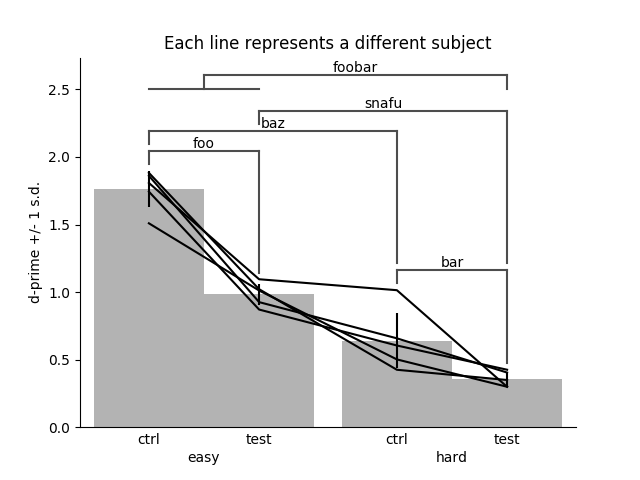 Each line represents a different subject
foobar
snafu
baz
foo
bar
d-prime +/- 1 s.d.
2.5
2.0
1.5
1.0
0.5
0.0
ctrl test ctrl test
easy hard